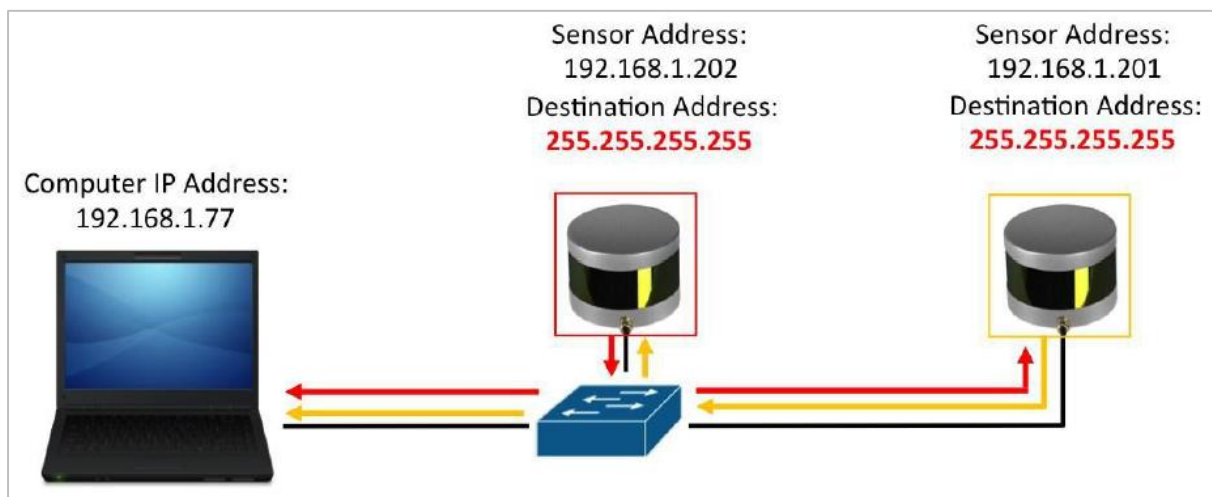 Sensor Address:
192.168.1.202
Destination Address:
255.255.255.255
Sensor Address:
192.168.1.201
Destination Address:
255.255.255.255
Computer IP Address:
192.168.1.77